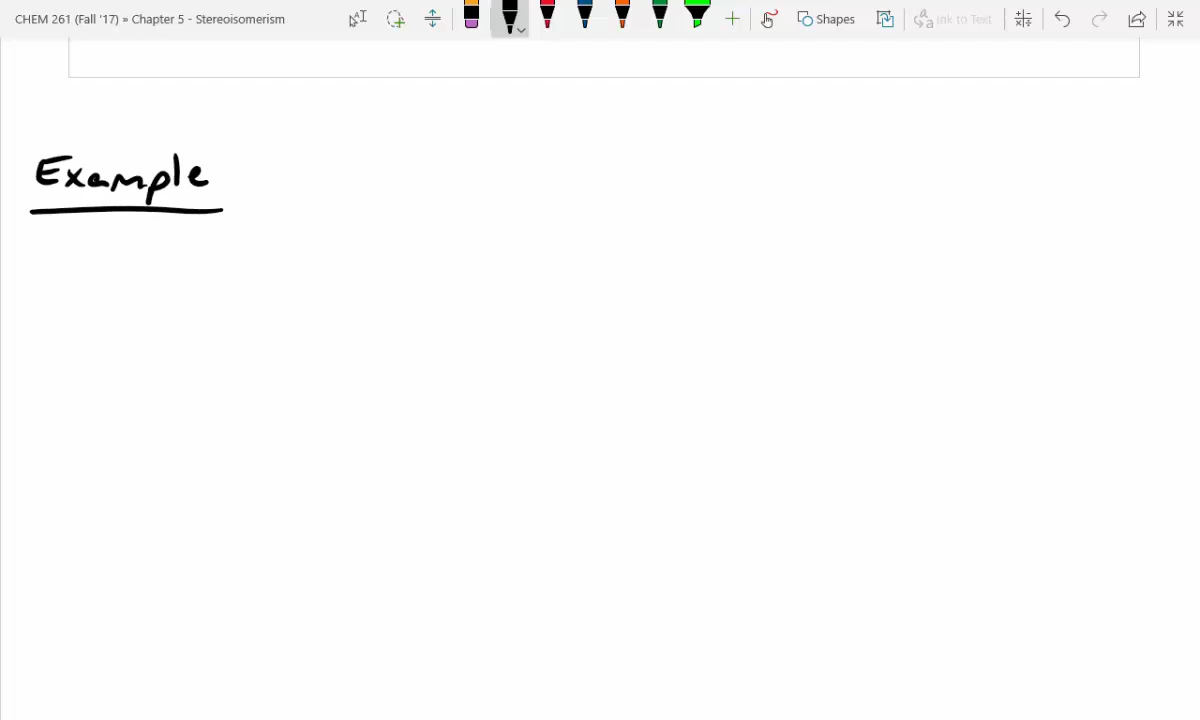 CHEM 261 (Fall '17) » Chapter 5 - Stereoisomerism
Shapes
Ink to Text
Example